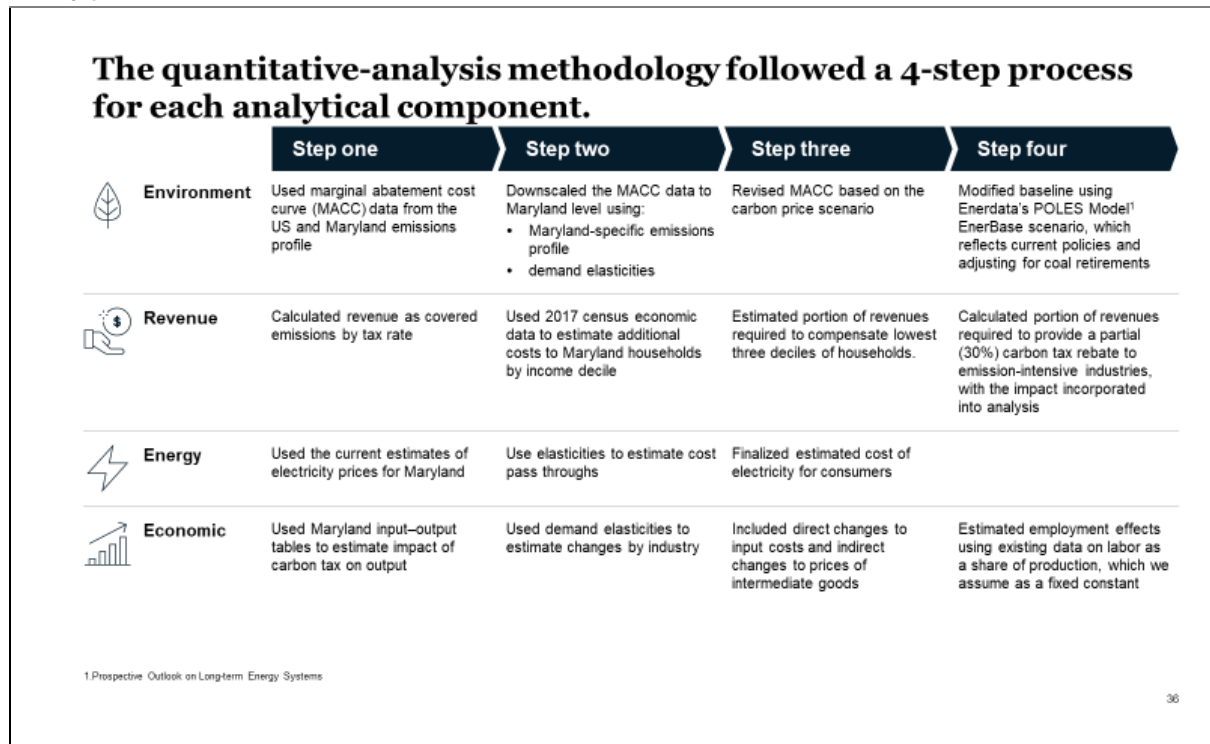 The quantitative-analysis methodology followed a 4-step process
for each analytical component.
Step one
Step two
Step three
Step four
Environment
Used marginal abatement cost
curve (MACC) data from the
US and Maryland emissions
profile
Downscaled the MACC data to
Maryland level using:
• Maryland-specific emissions
profile
• demand elasticities
Revised MACC based on the
carbon price scenario
Modified baseline using
Enerdata's POLES Model¹
EnerBase scenario, which
reflects current policies and
adjusting for coal retirements
$
Revenue
Calculated revenue as covered
emissions by tax rate
Used 2017 census economic
data to estimate additional
costs to Maryland households
by income decile
Estimated portion of revenues
required to compensate lowest
three deciles of households.
Calculated portion of revenues
required to provide a partial
(30%) carbon tax rebate to
emission-intensive industries,
with the impact incorporated
into analysis
Energy
Used the current estimates of
electricity prices for Maryland
Use elasticities to estimate cost
pass throughs
Finalized estimated cost of
electricity for consumers
Economic
Used Maryland input–output
tables to estimate impact of
carbon tax on output
Used demand elasticities to
estimate changes by industry
Included direct changes to
input costs and indirect
changes to prices of
intermediate goods
Estimated employment effects
using existing data on labor as
a share of production, which we
assume as a fixed constant
1.Prospective Outlook on Long-term Energy Systems
36